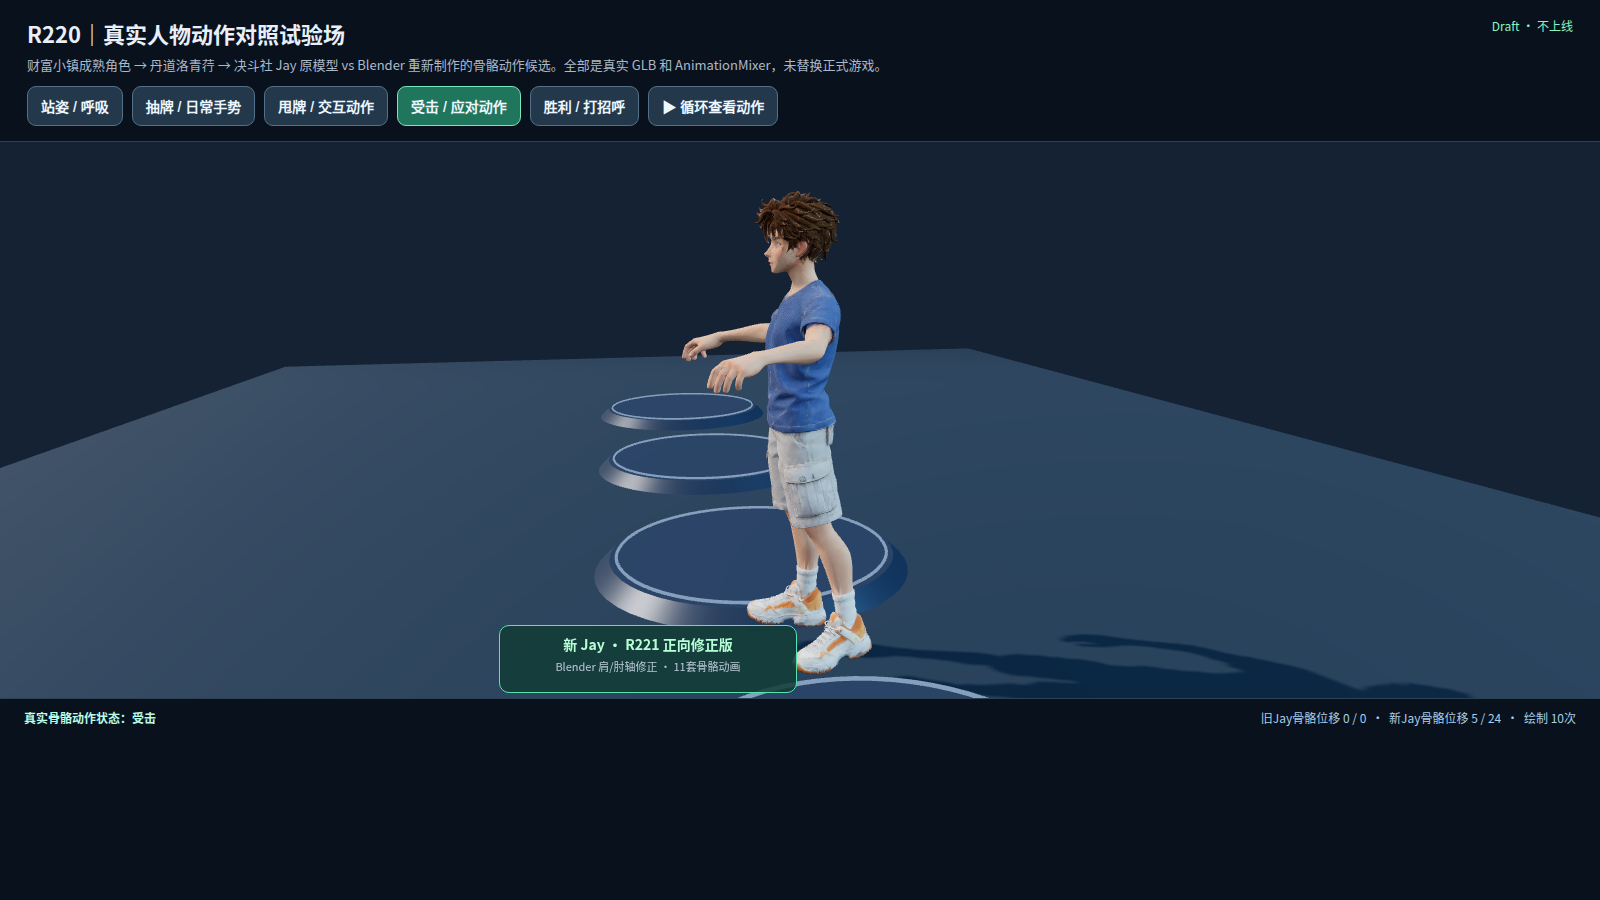 R220｜真实人物动作对照试验场
Draft · 不上线
财富小镇成熟角色 → 丹道洛青荇 → 决斗社 Jay 原模型 vs Blender 重新制作的骨骼动作候选。全部是真实 GLB 和 AnimationMixer，未替换正式游戏。
站姿 / 呼吸
抽牌 / 日常手势
甩牌 / 交互动作
受击 / 应对动作
胜利 / 打招呼
▶ 循环查看动作
新 Jay · R221 正向修正版
Blender 肩/肘轴修正 · 11套骨骼动画
真实骨骼动作状态：受击
旧Jay骨骼位移 0 / 0 · 新Jay骨骼位移 5 / 24 · 绘制 10次